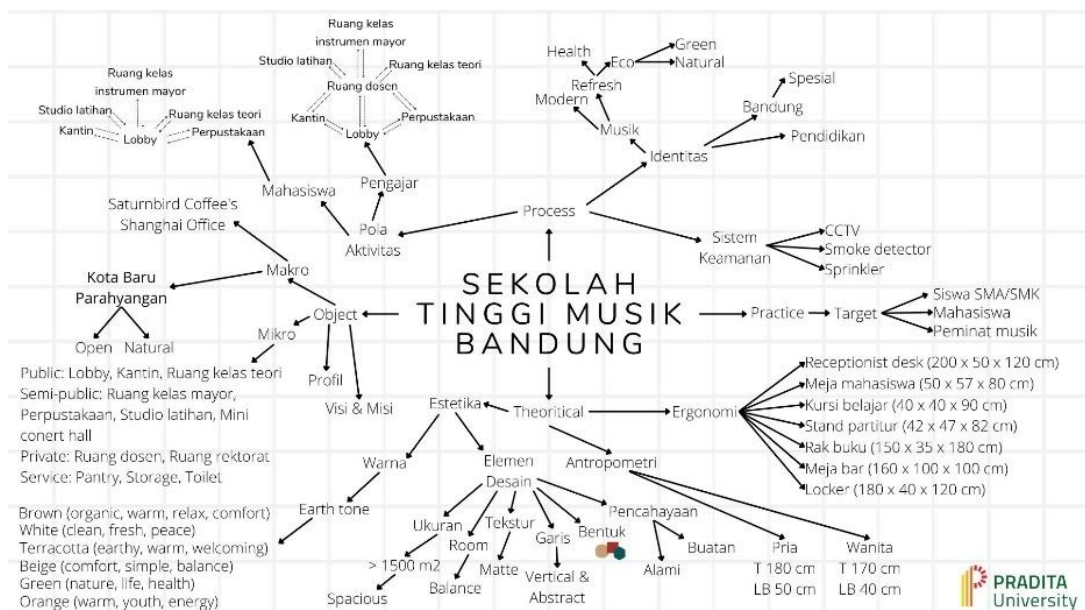 Ruang kelas
instrumen mayor
Studio latihan
Ruang kelas teori
Kantin
Lobby
Perpustakaan
Ruang kelas
instrumen mayor
Studio latihan
Ruang kelas teori
Ruang dosen
Kantin
Lobby
Perpustakaan
Mahasiswa
Pengajar
Pola
Aktivitas
Process
Health
Eco
Green
Natural
Refresh
Modern
Musik
Identitas
Bandung
Spesial
Pendidikan
Sistem
Keamanan
CCTV
Smoke detector
Sprinkler
Saturnbird Coffee's
Shanghai Office
Makro
Kota Baru
Parahyangan
Open
Natural
Object
Mikro
Profil
Visi & Misi
Public: Lobby, Kantin, Ruang kelas teori
Semi-public: Ruang kelas mayor,
Perpustakaan, Studio latihan, Mini
conert hall
Private: Ruang dosen, Ruang rektorat
Service: Pantry, Storage, Toilet
SEKOLAH
TINGGI MUSIK
BANDUNG
Practice
Target
Siswa SMA/SMK
Mahasiswa
Peminat musik
Theoritical
Estetika
Ergonomi
Receptionist desk (200 x 50 x 120 cm)
Meja mahasiswa (50 x 57 x 80 cm)
Kursi belajar (40 x 40 x 90 cm)
Stand partitur (42 x 47 x 82 cm)
Rak buku (150 x 35 x 180 cm)
Meja bar (160 x 100 x 100 cm)
Locker (180 x 40 x 120 cm)
Warna
Earth tone
Brown (organic, warm, relax, comfort)
White (clean, fresh, peace)
Terracotta (earthy, warm, welcoming)
Beige (comfort, simple, balance)
Green (nature, life, health)
Orange (warm, youth, energy)
Elemen
Desain
Ukuran
> 1500 m2
Spacious
Room
Balance
Tekstur
Matte
Garis
Vertical &
Abstract
Bentuk
Pencahayaan
Alami
Buatan
Antropometri
Pria
T 180 cm
LB 50 cm
Wanita
T 170 cm
LB 40 cm
PRADITA
University